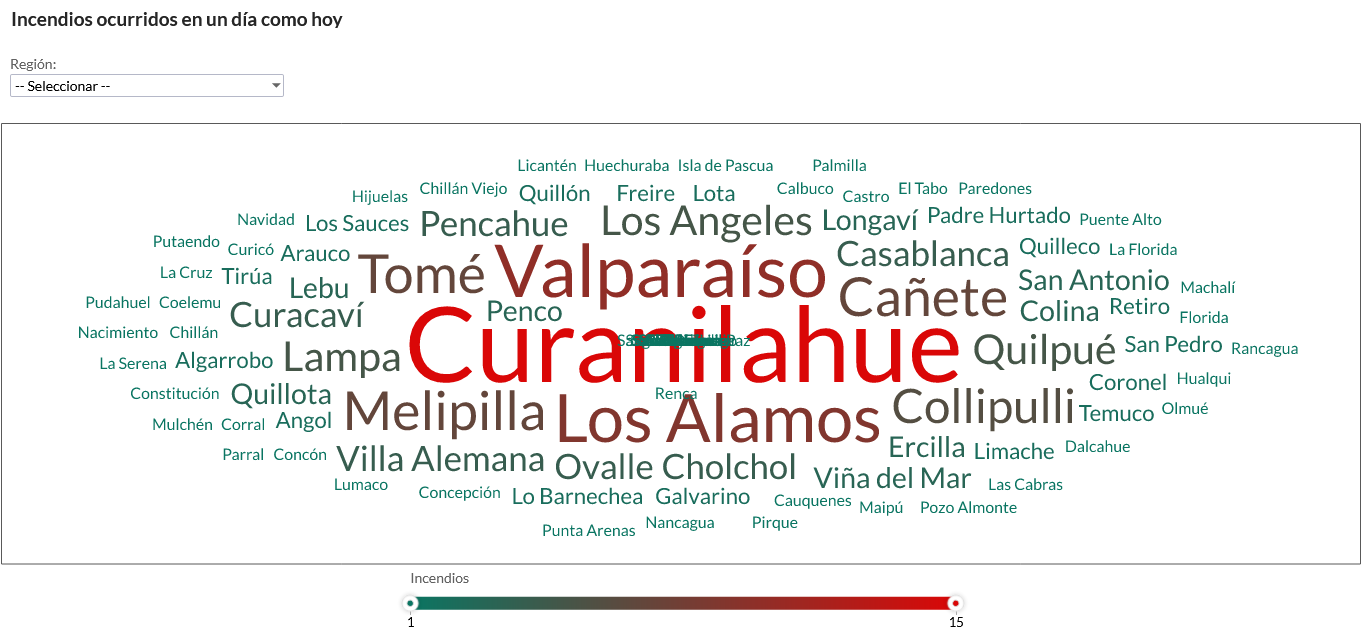 Incendios ocurridos en un día como hoy
Región:
-- Seleccionar --
Licantén Huechuraba Isla de Pascua Palmilla
Hijuelas Chillán Viejo Quillón Freire Lota Calbuco Castro El Tabo Paredones
Navidad Los Sauces Pencahue Los Angeles Longaví Padre Hurtado Puente Alto
Putaendo Curicó Arauco Tomé Valparaíso Casablanca Quilleco La Florida
La Cruz Tirúa Lebu Cañete San Antonio Machalí
Pudahuel Coelemu Curacaví Penco Colina Retiro Florida
Nacimiento Chillán Curanilahue Quilpué San Pedro Rancagua
La Serena Algarrobo Lampa Coronel Hualqui
Constitución Quillota Melipilla Renca Los Alamos Collipulli Temuco Olmué
Mulchén Corral Angol Ercilla Limache Dalcahue
Parral Concón Villa Alemana Ovalle Cholchol Viña del Mar Las Cabras
Lumaco Concepción Lo Barnechea Galvarino Cauquenes Maipú Pozo Almonte
Punta Arenas Nancagua Pirque
Incendios
1 15